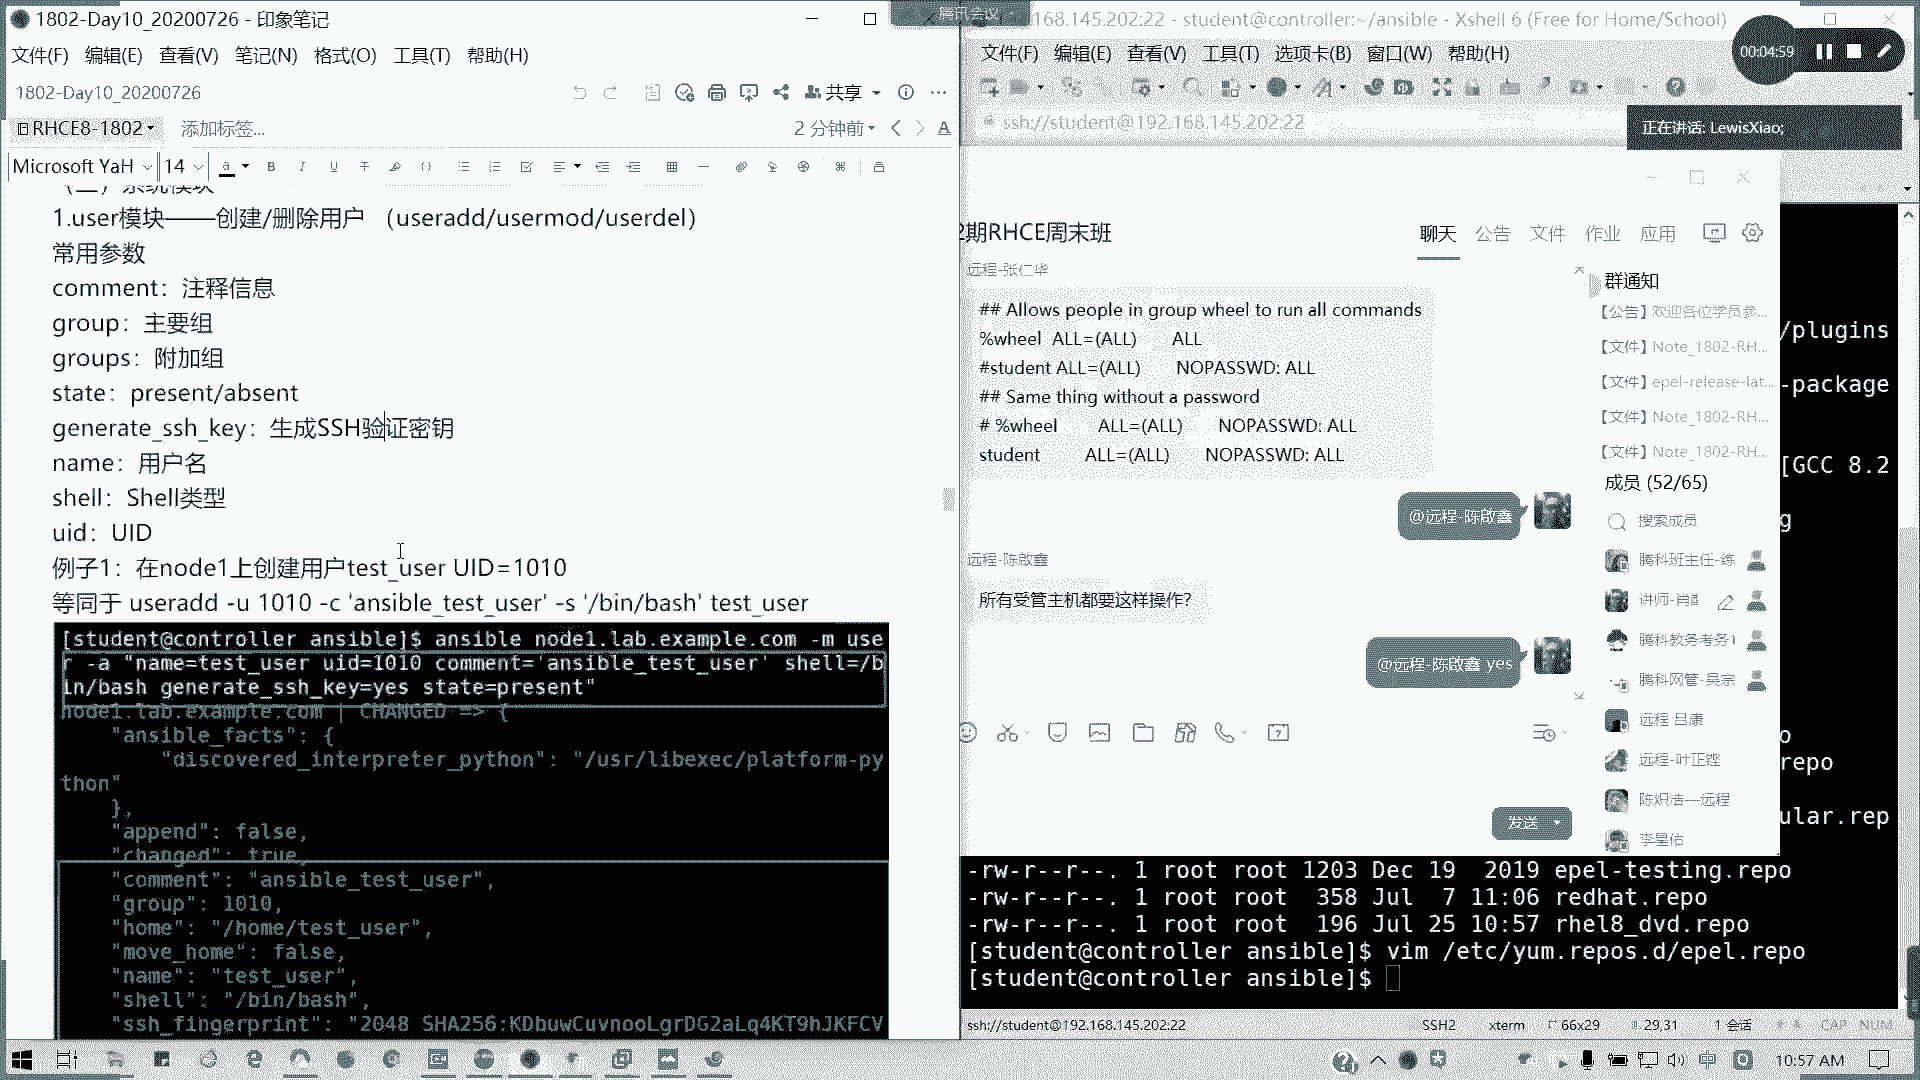 1802-Day10_20200726 - 印象笔记
文件(F) 编辑(E) 查看(V) 笔记(N) 格式(O) 工具(T) 帮助(H)
1802-Day10_20200726
共享
RHCE8-1802
添加标签...
2 分钟前
Microsoft YaH
14
系统模块
1.user模块——创建/删除用户 （useradd/usermod/userdel）
常用参数
comment：注释信息
group：主要组
groups：附加组
state：present/absent
generate_ssh_key：生成SSH验证密钥
name：用户名
shell：Shell类型
uid：UID
例子1：在node1上创建用户test_user UID=1010
等同于 useradd -u 1010 -c 'ansible_test_user' -s '/bin/bash' test_user
[student@controller ansible]$ ansible node1.lab.example.com -m use
r -a "name=test_user uid=1010 comment='ansible_test_user' shell=/b
in/bash generate_ssh_key=yes state=present"
node1.lab.example.com | CHANGED => {
"ansible_facts": {
"discovered_interpreter_python": "/usr/libexec/platform-py
thon"
},
"append": false,
"changed": true,
"comment": "ansible_test_user",
"group": 1010,
"home": "/home/test_user",
"move_home": false,
"name": "test_user",
"shell": "/bin/bash",
"ssh_fingerprint": "2048 SHA256:KDbuwCuvnooLgrDG2aLq4KT9hJKFCV
腾讯会议
168.145.202:22 - student@controller:~/ansible - Xshell 6 (Free for Home/School)
文件(F) 编辑(E) 查看(V) 工具(T) 选项卡(B) 窗口(W) 帮助(H)
00:04:59
ssh://student@192.168.145.202:22
正在讲话: LewisXiao;
2期RHCE周末班
聊天 公告 文件 作业 应用
远程-张仁华
## Allows people in group wheel to run all commands
%wheel ALL=(ALL) ALL
#student ALL=(ALL) NOPASSWD: ALL
## Same thing without a password
# %wheel ALL=(ALL) NOPASSWD: ALL
student ALL=(ALL) NOPASSWD: ALL
@远程-陈啟鑫
远程-陈啟鑫
所有受管主机都要这样操作?
@远程-陈啟鑫 yes
发送
群通知
【公告】欢迎各位学员参...
【文件】Note_1802-RH...
【文件】epel-release-lat...
【文件】Note_1802-RH...
【文件】Note_1802-RH...
【文件】Note_1802-RH...
成员 (52/65)
搜索成员
腾科班主任-练
讲师-肖
腾科教务考务
腾科网管-吴宗
远程 吕康
远程-叶正铿
陈炽浩—远程
李星佑
/plugins
-package
[GCC 8.2
g
o
repo
ular.rep
-rw-r--r--. 1 root root 1203 Dec 19 2019 epel-testing.repo
-rw-r--r--. 1 root root 358 Jul 7 11:06 redhat.repo
-rw-r--r--. 1 root root 196 Jul 25 10:57 rhel8_dvd.repo
[student@controller ansible]$ vim /etc/yum.repos.d/epel.repo
[student@controller ansible]$
ssh://student@192.168.145.202:22
SSH2
xterm
66x29
29,31
1 会话
CAP NUM
中
10:57 AM